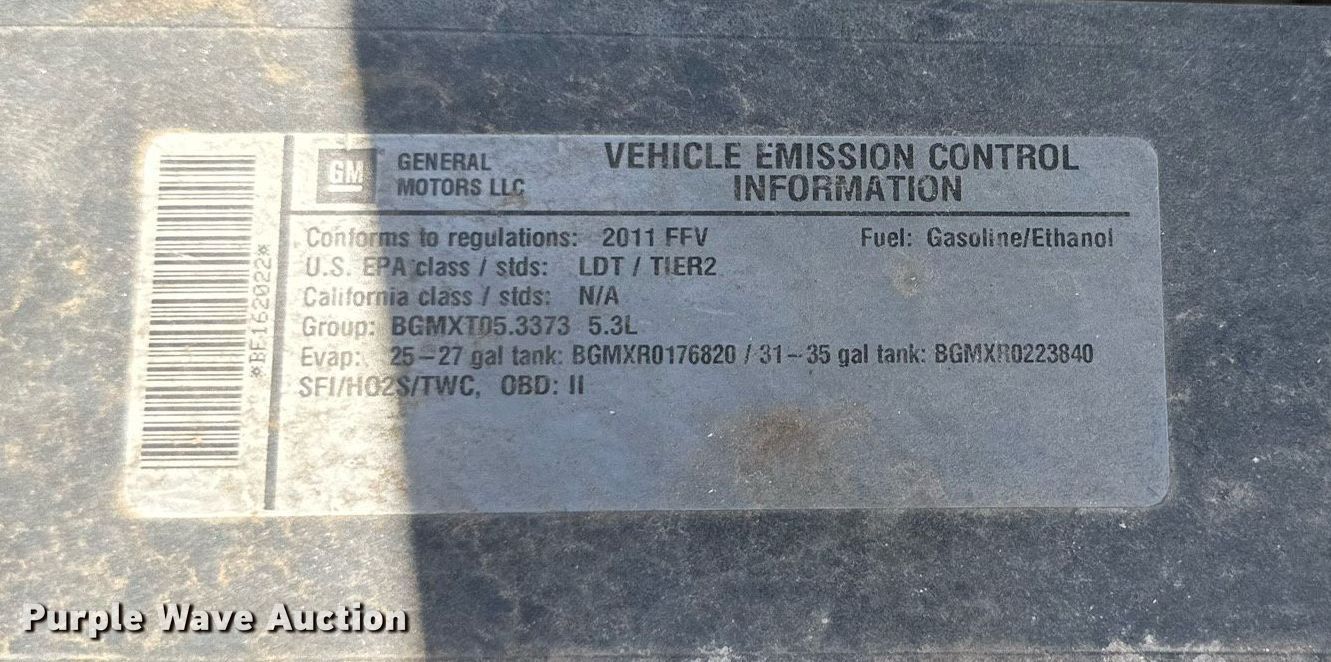 *BE162022*
GM GENERAL MOTORS LLC
VEHICLE EMISSION CONTROL
INFORMATION
Conforms to regulations: 2011 FFV Fuel: Gasoline/Ethanol
U.S. EPA class / stds: LDT / TIER2
California class / stds: N/A
Group: BGMXT05.3373 5.3L
Evap: 25-27 gal tank: BGMXR0176820 / 31-35 gal tank: BGMXR0223840
SFI/HO2S/TWC, OBD: II
Purple Wave Auction